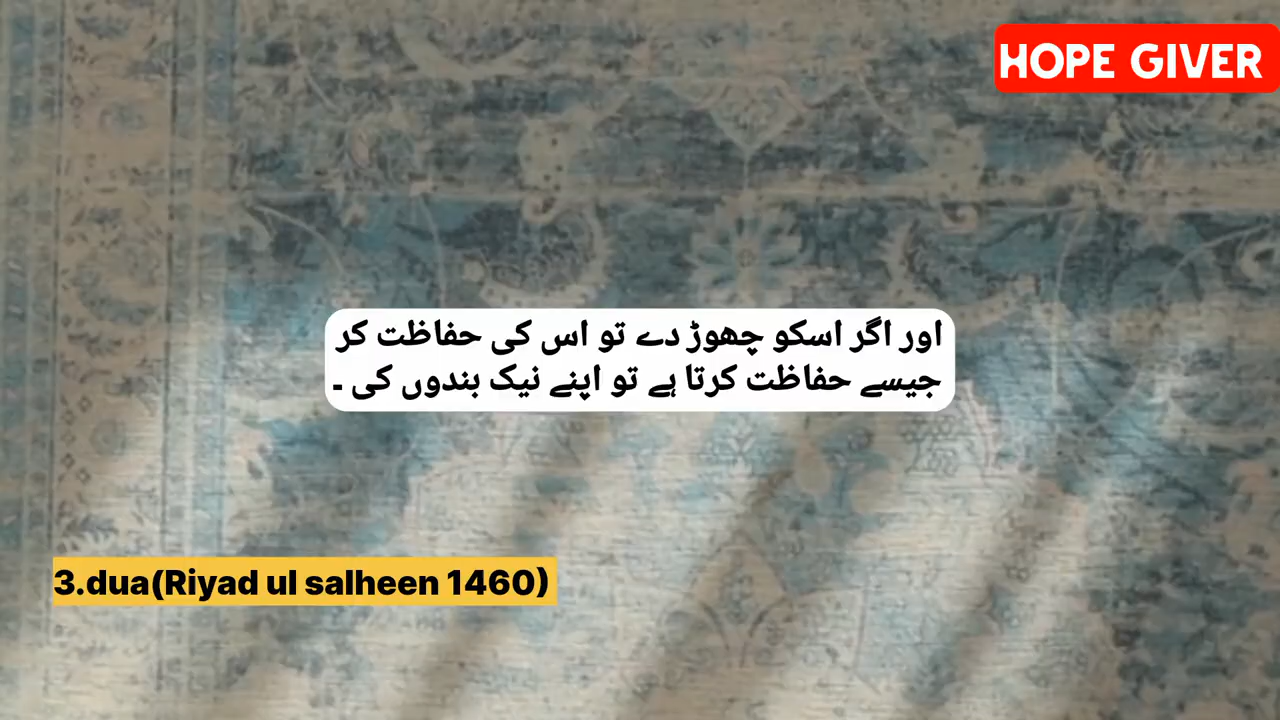 HOPE GIVER
اور اگر اسکو چھوڑ دے تو اس کی حفاظت کر
جیسے حفاظت کرتا ہے تو اپنے نیک بندوں کی ۔
3.dua(Riyad ul salheen 1460)